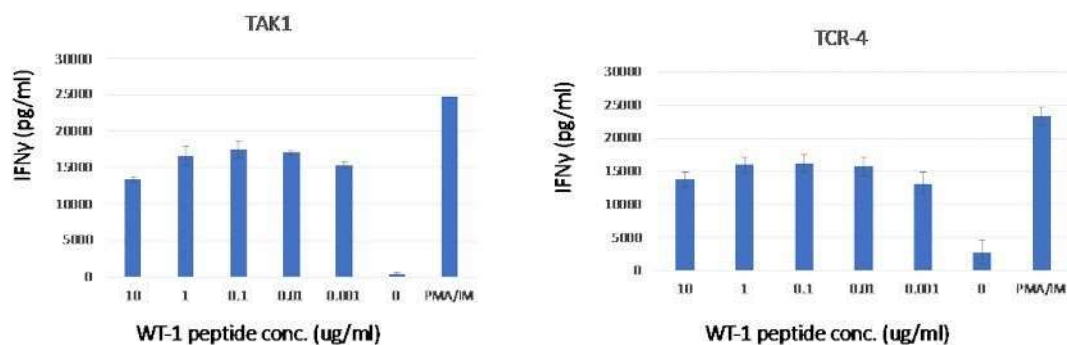 TAK1
IFNγ (pg/ml)
30000
25000
20000
15000
10000
5000
0
10 1 0.1 0.01 0.001 0 PMA/IM
WT-1 peptide conc. (ug/ml)
TCR-4
IFNγ (pg/ml)
30000
25000
20000
15000
10000
5000
0
10 1 0.1 0.01 0.001 0 PMA/IM
WT-1 peptide conc. (ug/ml)